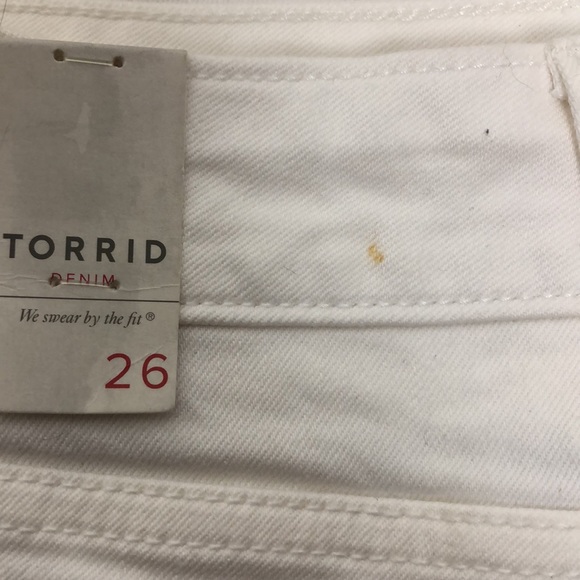 TORRID
DENIM
We swear by the fit®
26